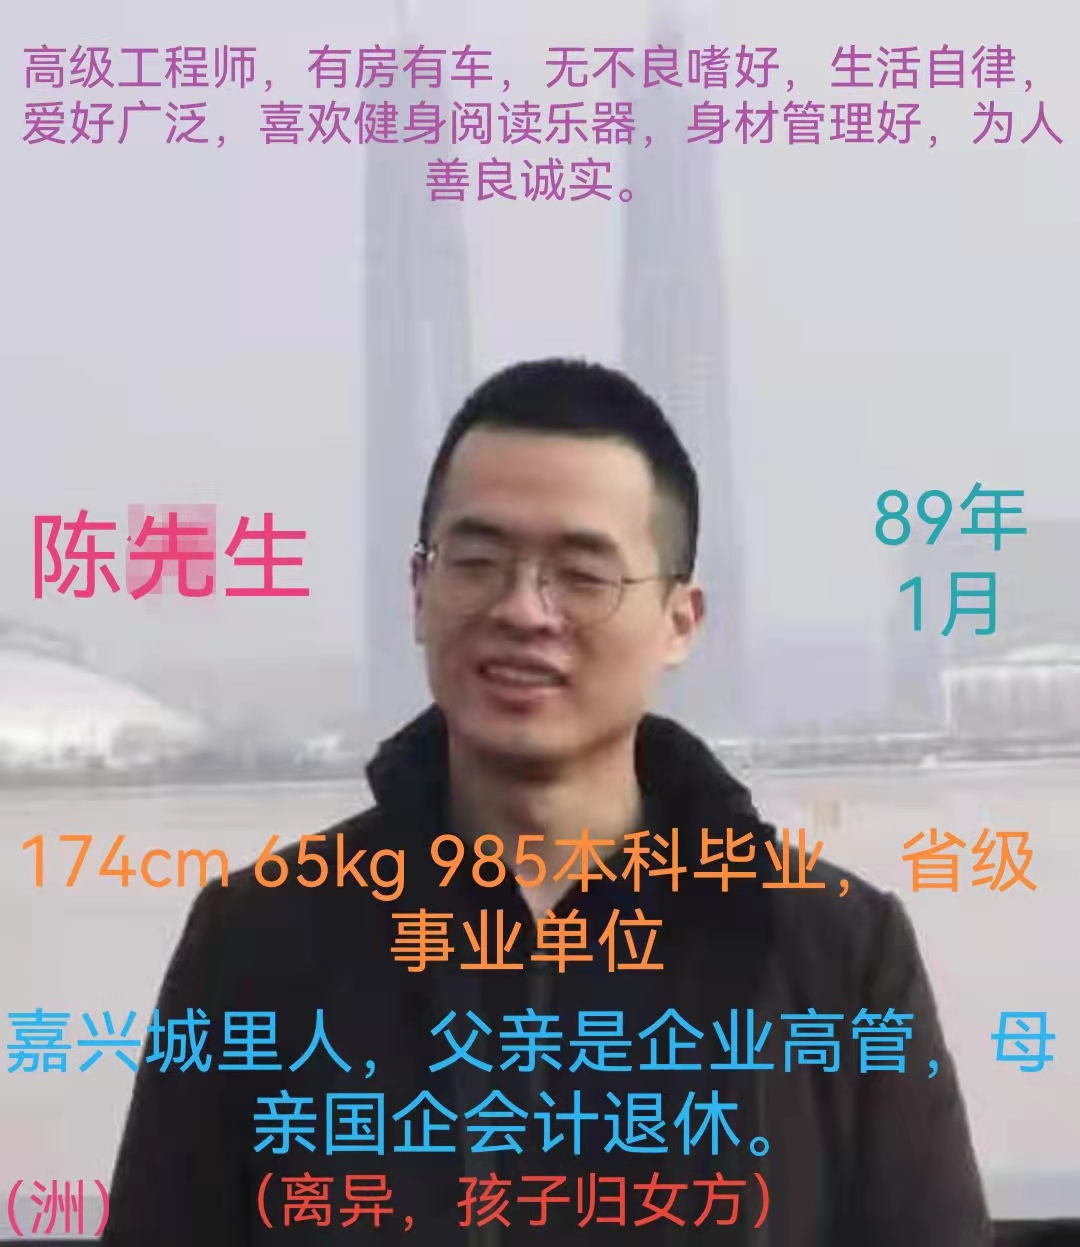 高级工程师，有房有车，无不良嗜好，生活自律，
爱好广泛，喜欢健身阅读乐器，身材管理好，为人
善良诚实。
陈先生
89年
1月
174cm 65kg 985本科毕业，省级
事业单位
嘉兴城里人，父亲是企业高管，母
亲国企会计退休。
(洲)
（离异，孩子归女方）